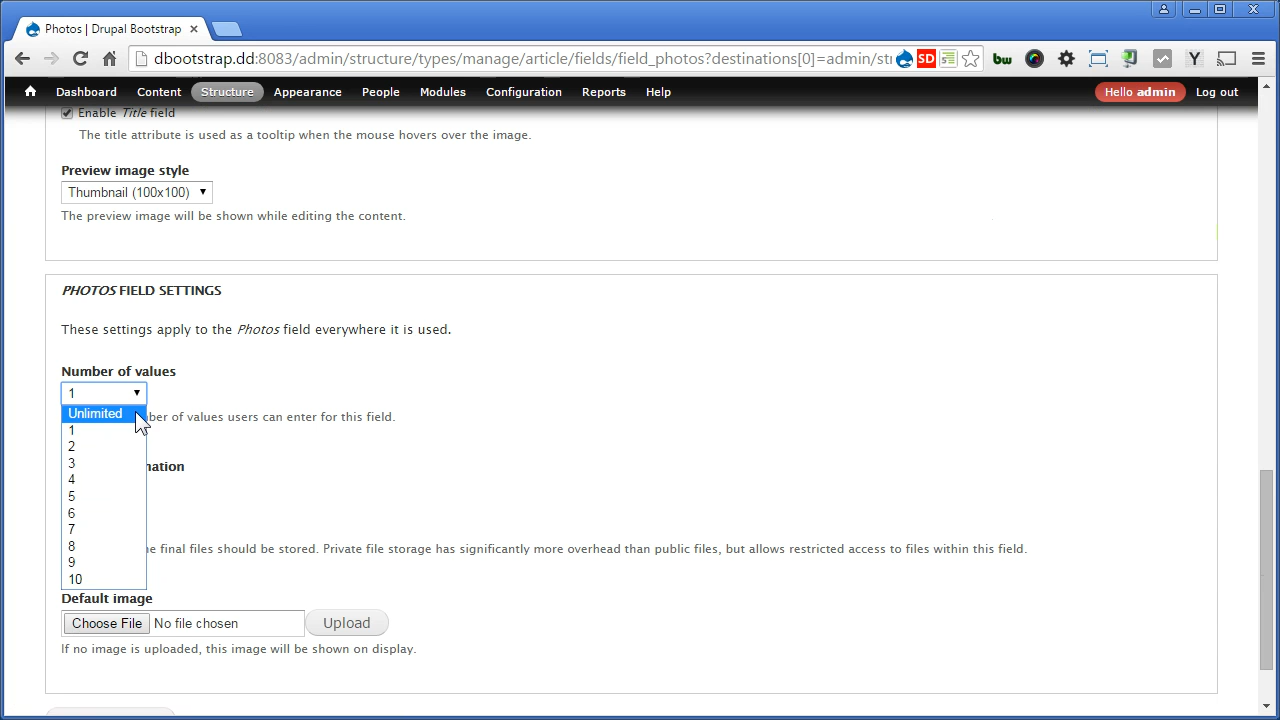 Photos | Drupal Bootstrap
dbootstrap.dd:8083/admin/structure/types/manage/article/fields/field_photos?destinations[0]=admin/str
SD
bw
Y
Dashboard Content Structure Appearance People Modules Configuration Reports Help Hello admin Log out
Enable Title field
The title attribute is used as a tooltip when the mouse hovers over the image.
Preview image style
Thumbnail (100x100)
The preview image will be shown while editing the content.
PHOTOS FIELD SETTINGS
These settings apply to the Photos field everywhere it is used.
Number of values
1
Unlimited
of values users can enter for this field.
1
2
3
4
5
6
7
8
9
10
final files should be stored. Private file storage has significantly more overhead than public files, but allows restricted access to files within this field.
Default image
Choose File No file chosen Upload
If no image is uploaded, this image will be shown on display.